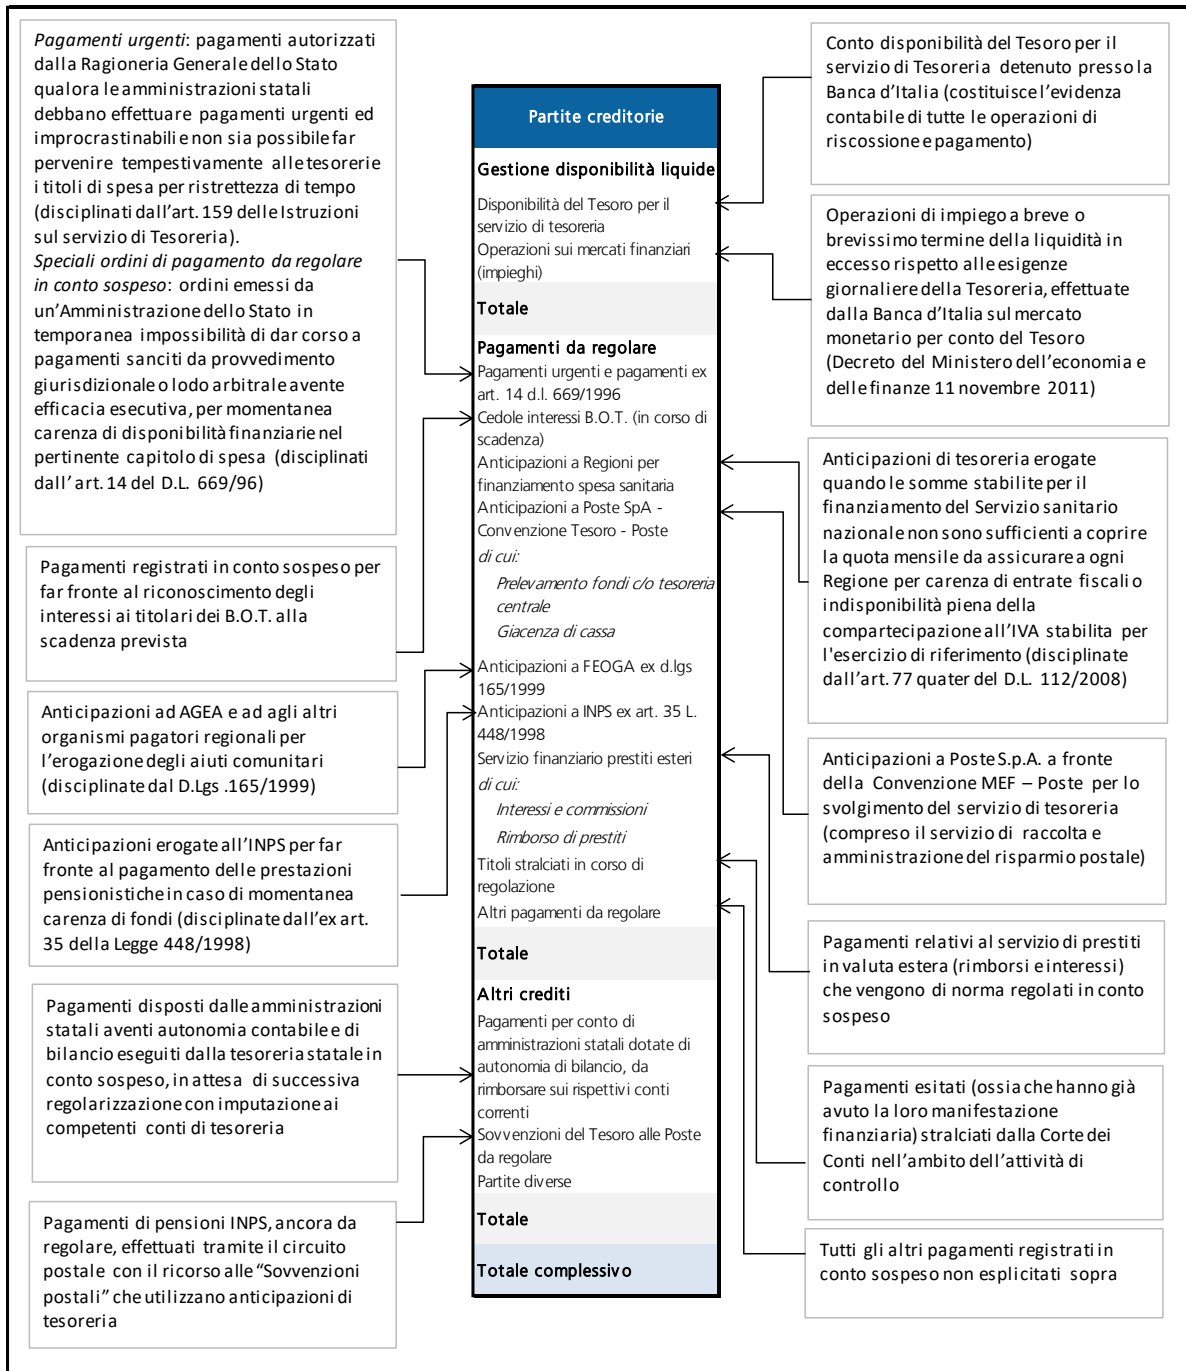 Pagamenti urgenti: pagamenti autorizzati
dalla Ragioneria Generale dello Stato
qualora le amministrazioni statali
debbano effettuare pagamenti urgenti ed
improcrastinabili e non sia possibile far
pervenire tempestivamente alle tesorerie
i titoli di spesa per ristrettezza di tempo
(disciplinati dall'art. 159 delle Istruzioni
sul servizio di Tesoreria).
Speciali ordini di pagamento da regolare
in conto sospeso: ordini emessi da
un'Amministrazione dello Stato in
temporanea impossibilità di dar corso a
pagamenti sanciti da provvedimento
giurisdizionale o lodo arbitrale avente
efficacia esecutiva, per momentanea
carenza di disponibilità finanziarie nel
pertinente capitolo di spesa (disciplinati
dall' art. 14 del D.L. 669/96)
Pagamenti registrati in conto sospeso per
far fronte al riconoscimento degli
interessi ai titolari dei B.O.T. alla
scadenza prevista
Anticipazioni ad AGEA e ad agli altri
organismi pagatori regionali per
l'erogazione degli aiuti comunitari
(disciplinate dal D.Lgs .165/1999)
Anticipazioni erogate all'INPS per far
fronte al pagamento delle prestazioni
pensionistiche in caso di momentanea
carenza di fondi (disciplinate dall'ex art.
35 della Legge 448/1998)
Pagamenti disposti dalle amministrazioni
statali aventi autonomia contabile e di
bilancio eseguiti dalla tesoreria statale in
conto sospeso, in attesa di successiva
regolarizzazione con imputazione ai
competenti conti di tesoreria
Pagamenti di pensioni INPS, ancora da
regolare, effettuati tramite il circuito
postale con il ricorso alle "Sovvenzioni
postali" che utilizzano anticipazioni di
tesoreria
Partite creditorie
Gestione disponibilità liquide
Disponibilità del Tesoro per il
servizio di tesoreria
Operazioni sui mercati finanziari
(impieghi)
Totale
Pagamenti da regolare
Pagamenti urgenti e pagamenti ex
art. 14 d.l. 669/1996
Cedole interessi B.O.T. (in corso di
scadenza)
Anticipazioni a Regioni per
finanziamento spesa sanitaria
Anticipazioni a Poste SpA -
Convenzione Tesoro - Poste
di cui:
Prelevamento fondi c/o tesoreria
centrale
Giacenza di cassa
Anticipazioni a FEOGA ex d.lgs
165/1999
Anticipazioni a INPS ex art. 35 L.
448/1998
Servizio finanziario prestiti esteri
di cui:
Interessi e commissioni
Rimborso di prestiti
Titoli stralciati in corso di
regolazione
Altri pagamenti da regolare
Totale
Altri crediti
Pagamenti per conto di
amministrazioni statali dotate di
autonomia di bilancio, da
rimborsare sui rispettivi conti
correnti
Sovvenzioni del Tesoro alle Poste
da regolare
Partite diverse
Totale
Totale complessivo
Conto disponibilità del Tesoro per il
servizio di Tesoreria detenuto presso la
Banca d'Italia (costituisce l'evidenza
contabile di tutte le operazioni di
riscossione e pagamento)
Operazioni di impiego a breve o
brevissimo termine della liquidità in
eccesso rispetto alle esigenze
giornaliere della Tesoreria, effettuate
dalla Banca d'Italia sul mercato
monetario per conto del Tesoro
(Decreto del Ministero dell'economia e
delle finanze 11 novembre 2011)
Anticipazioni di tesoreria erogate
quando le somme stabilite per il
finanziamento del Servizio sanitario
nazionale non sono sufficienti a coprire
la quota mensile da assicurare a ogni
Regione per carenza di entrate fiscali o
indisponibilità piena della
compartecipazione all'IVA stabilita per
l'esercizio di riferimento (disciplinate
dall'art. 77 quater del D.L. 112/2008)
Anticipazioni a Poste S.p.A. a fronte
della Convenzione MEF – Poste per lo
svolgimento del servizio di tesoreria
(compreso il servizio di raccolta e
amministrazione del risparmio postale)
Pagamenti relativi al servizio di prestiti
in valuta estera (rimborsi e interessi)
che vengono di norma regolati in conto
sospeso
Pagamenti esitati (ossia che hanno già
avuto la loro manifestazione
finanziaria) stralciati dalla Corte dei
Conti nell'ambito dell'attività di
controllo
Tutti gli altri pagamenti registrati in
conto sospeso non esplicitati sopra